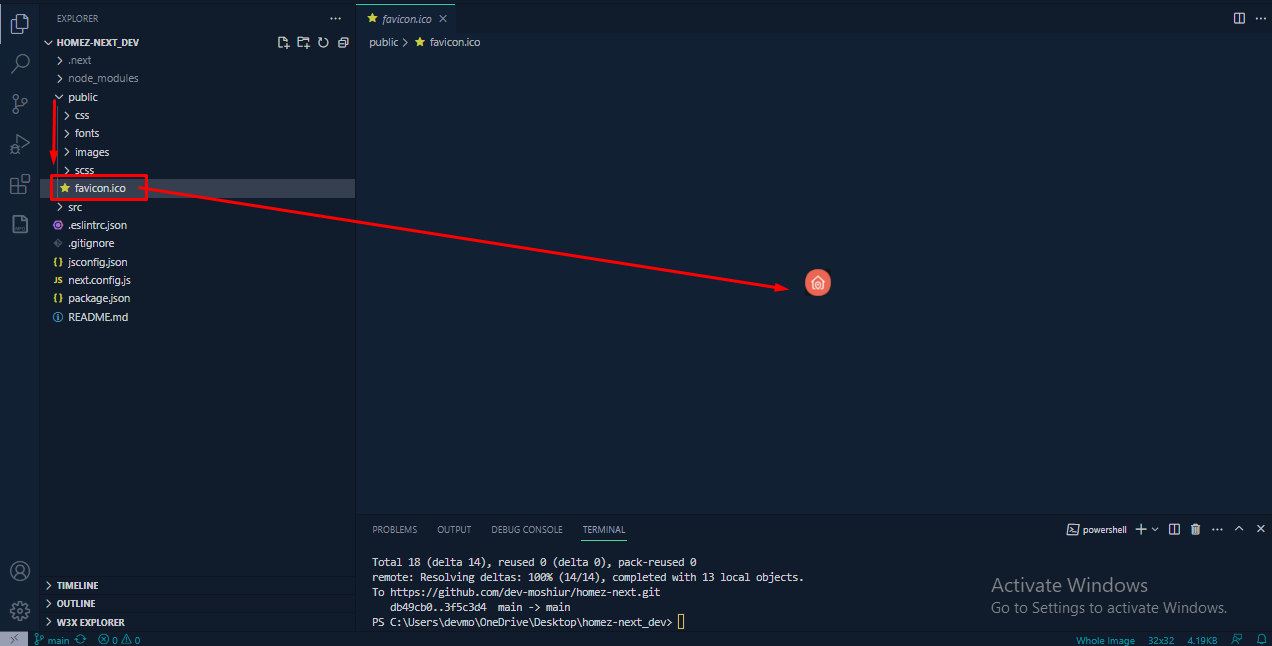 EXPLORER
HOMEZ-NEXT_DEV
.next
node_modules
public
css
fonts
images
scss
favicon.ico
src
.eslintrc.json
.gitignore
{} jsconfig.json
JS next.config.js
{} package.json
README.md
TIMELINE
OUTLINE
W3X EXPLORER
favicon.ico
public > favicon.ico
PROBLEMS OUTPUT DEBUG CONSOLE TERMINAL
powershell
Total 18 (delta 14), reused 0 (delta 0), pack-reused 0
remote: Resolving deltas: 100% (14/14), completed with 13 local objects.
To https://github.com/dev-moshiur/homez-next.git
db49cb0..3f5c3d4 main -> main
PS C:\Users\devmo\OneDrive\Desktop\homez-next_dev>
Activate Windows
Go to Settings to activate Windows.
main 0 0
Whole Image 32x32 4.19KB